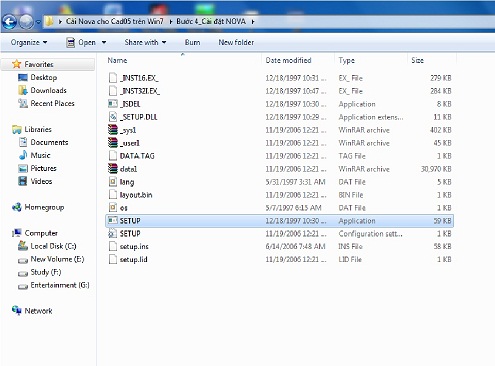 Cài Nova cho Cad05 trên Win7 ▸ Bước 4_Cài đặt NOVA
Organize Open Share with Burn New folder
Favorites
Desktop
Downloads
Recent Places
Libraries
Documents
Music
Pictures
Videos
Homegroup
Computer
Local Disk (C:)
New Volume (E:)
Study (F:)
Entertainment (G:)
Network
Name Date modified Type Size
_INST16.EX_ 12/18/1997 10:31 ... EX_ File 279 KB
_INST32I.EX_ 12/18/1997 10:47 ... EX_ File 284 KB
_ISDEL 12/18/1997 10:30 ... Application 8 KB
_SETUP.DLL 12/18/1997 10:29 ... Application extens... 11 KB
_sys1 11/19/2006 12:21 ... WinRAR archive 402 KB
_user1 11/19/2006 12:21 ... WinRAR archive 45 KB
DATA.TAG 11/19/2006 12:21 ... TAG File 1 KB
data1 11/19/2006 12:21 ... WinRAR archive 30,970 KB
lang 5/31/1997 3:31 AM DAT File 5 KB
layout.bin 11/19/2006 12:21 ... BIN File 1 KB
os 5/7/1997 6:15 AM DAT File 1 KB
SETUP 12/18/1997 10:30 ... Application 59 KB
SETUP 11/19/2006 12:21 ... Configuration sett... 1 KB
setup.ins 6/14/2006 7:48 AM INS File 58 KB
setup.lid 11/19/2006 12:21 ... LID File 1 KB